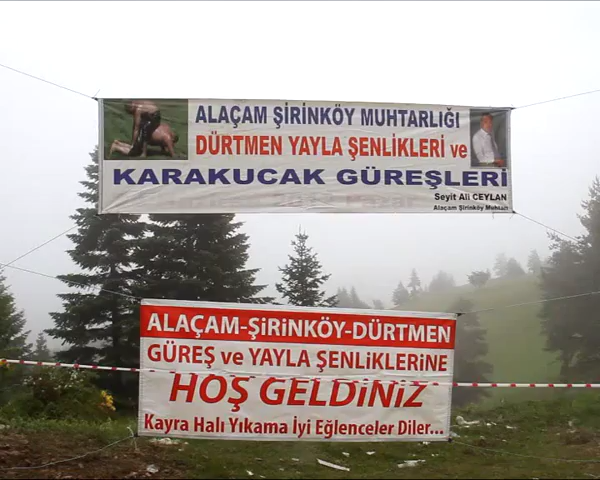 ALAÇAM ŞİRİNKÖY MUHTARLIĞI
DÜRTMEN YAYLA ŞENLİKLERİ ve
KARAKUCAK GÜREŞLERİ
Seyit Ali CEYLAN
Alaçam Şirinköy Muhtarı
ALAÇAM-ŞİRİNKÖY-DÜRTMEN
GÜREŞ ve YAYLA ŞENLİKLERİNE
HOŞ GELDİNİZ
Kayra Halı Yıkama İyi Eğlenceler Diler...